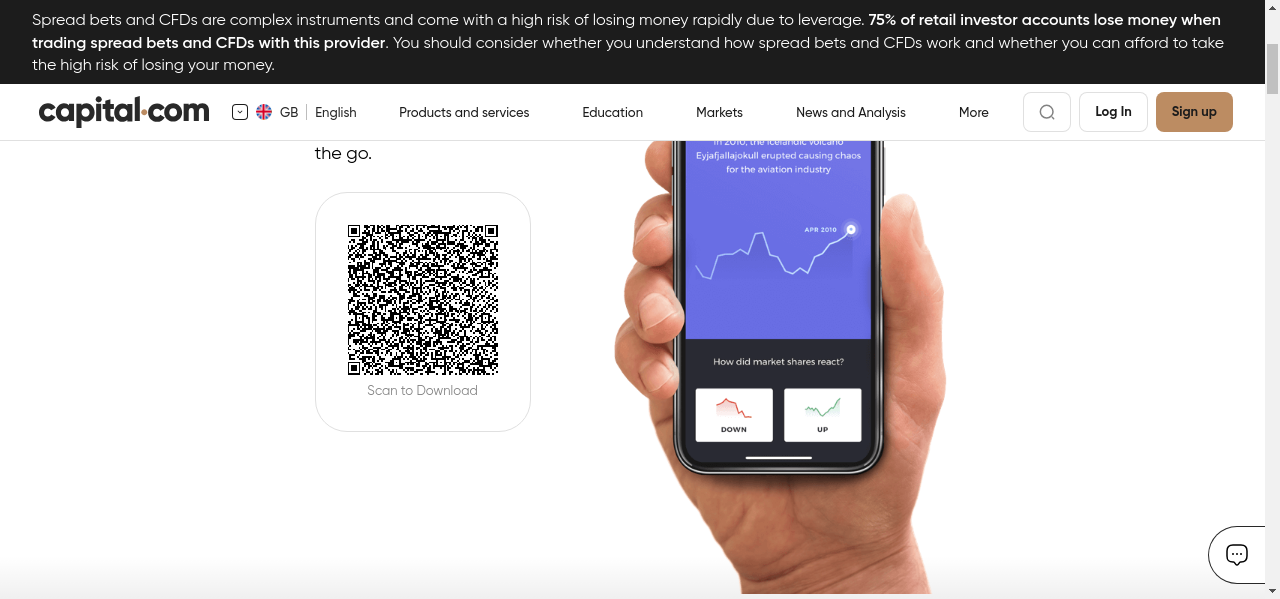 Spread bets and CFDs are complex instruments and come with a high risk of losing money rapidly due to leverage. 75% of retail investor accounts lose money when
trading spread bets and CFDs with this provider. You should consider whether you understand how spread bets and CFDs work and whether you can afford to take
the high risk of losing your money.
capital.com GB English Products and services Education Markets News and Analysis More Log In Sign up
the go.
Scan to Download
In 2010, the Icelandic volcano
Eyjafjallajokull erupted causing chaos
for the aviation industry
APR 2010
How did market shares react?
DOWN UP